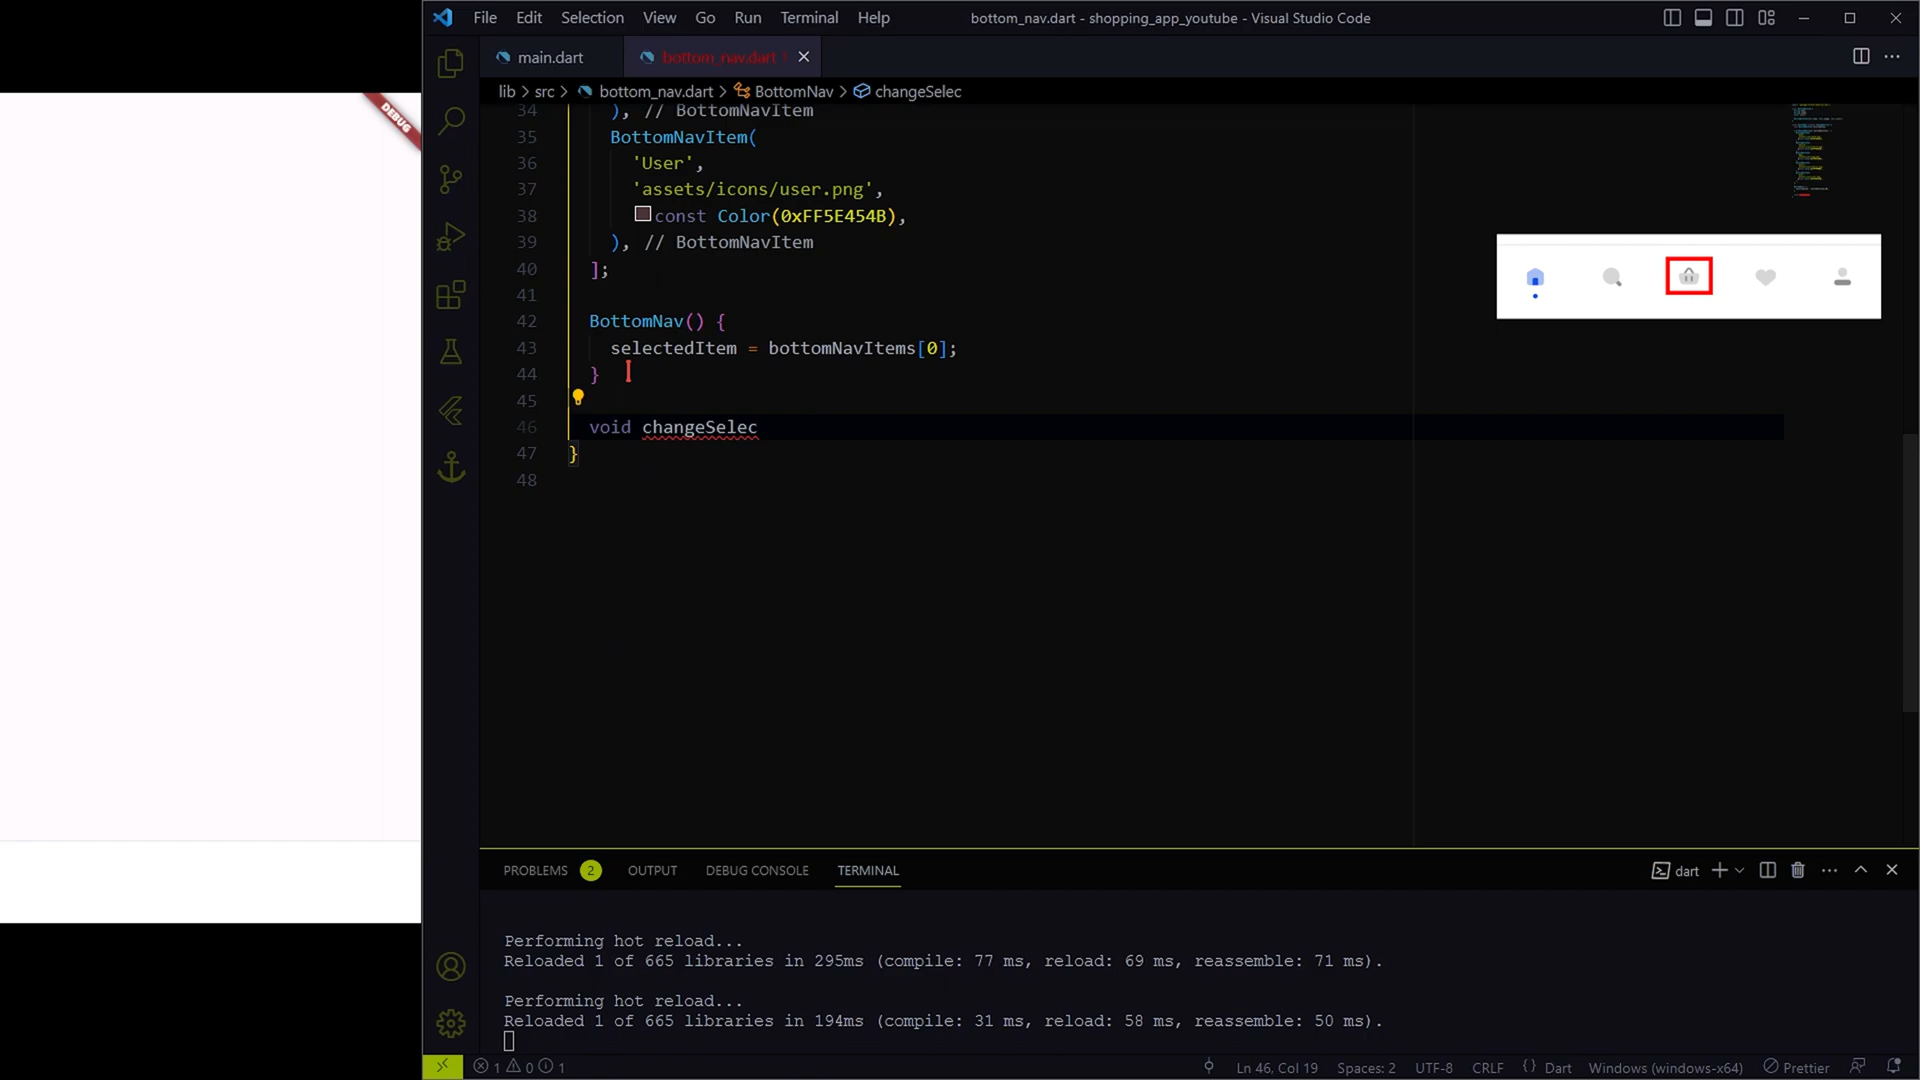 File Edit Selection View Go Run Terminal Help
bottom_nav.dart - shopping_app_youtube - Visual Studio Code
main.dart
bottom_nav.dart 1
lib > src > bottom_nav.dart > BottomNav > changeSelec
DEBUG
34 ), // BottomNavItem
35 BottomNavItem(
36 'User',
37 'assets/icons/user.png',
38 const Color(0xFF5E454B),
39 ), // BottomNavItem
40 ];
41
42 BottomNav() {
43 selectedItem = bottomNavItems[0];
44 }
45
46 void changeSelec
47 }
48
PROBLEMS 2 OUTPUT DEBUG CONSOLE TERMINAL
dart
Performing hot reload...
Reloaded 1 of 665 libraries in 295ms (compile: 77 ms, reload: 69 ms, reassemble: 71 ms).
Performing hot reload...
Reloaded 1 of 665 libraries in 194ms (compile: 31 ms, reload: 58 ms, reassemble: 50 ms).
1 0 1
Ln 46, Col 19 Spaces: 2 UTF-8 CRLF {} Dart Windows (windows-x64) Prettier